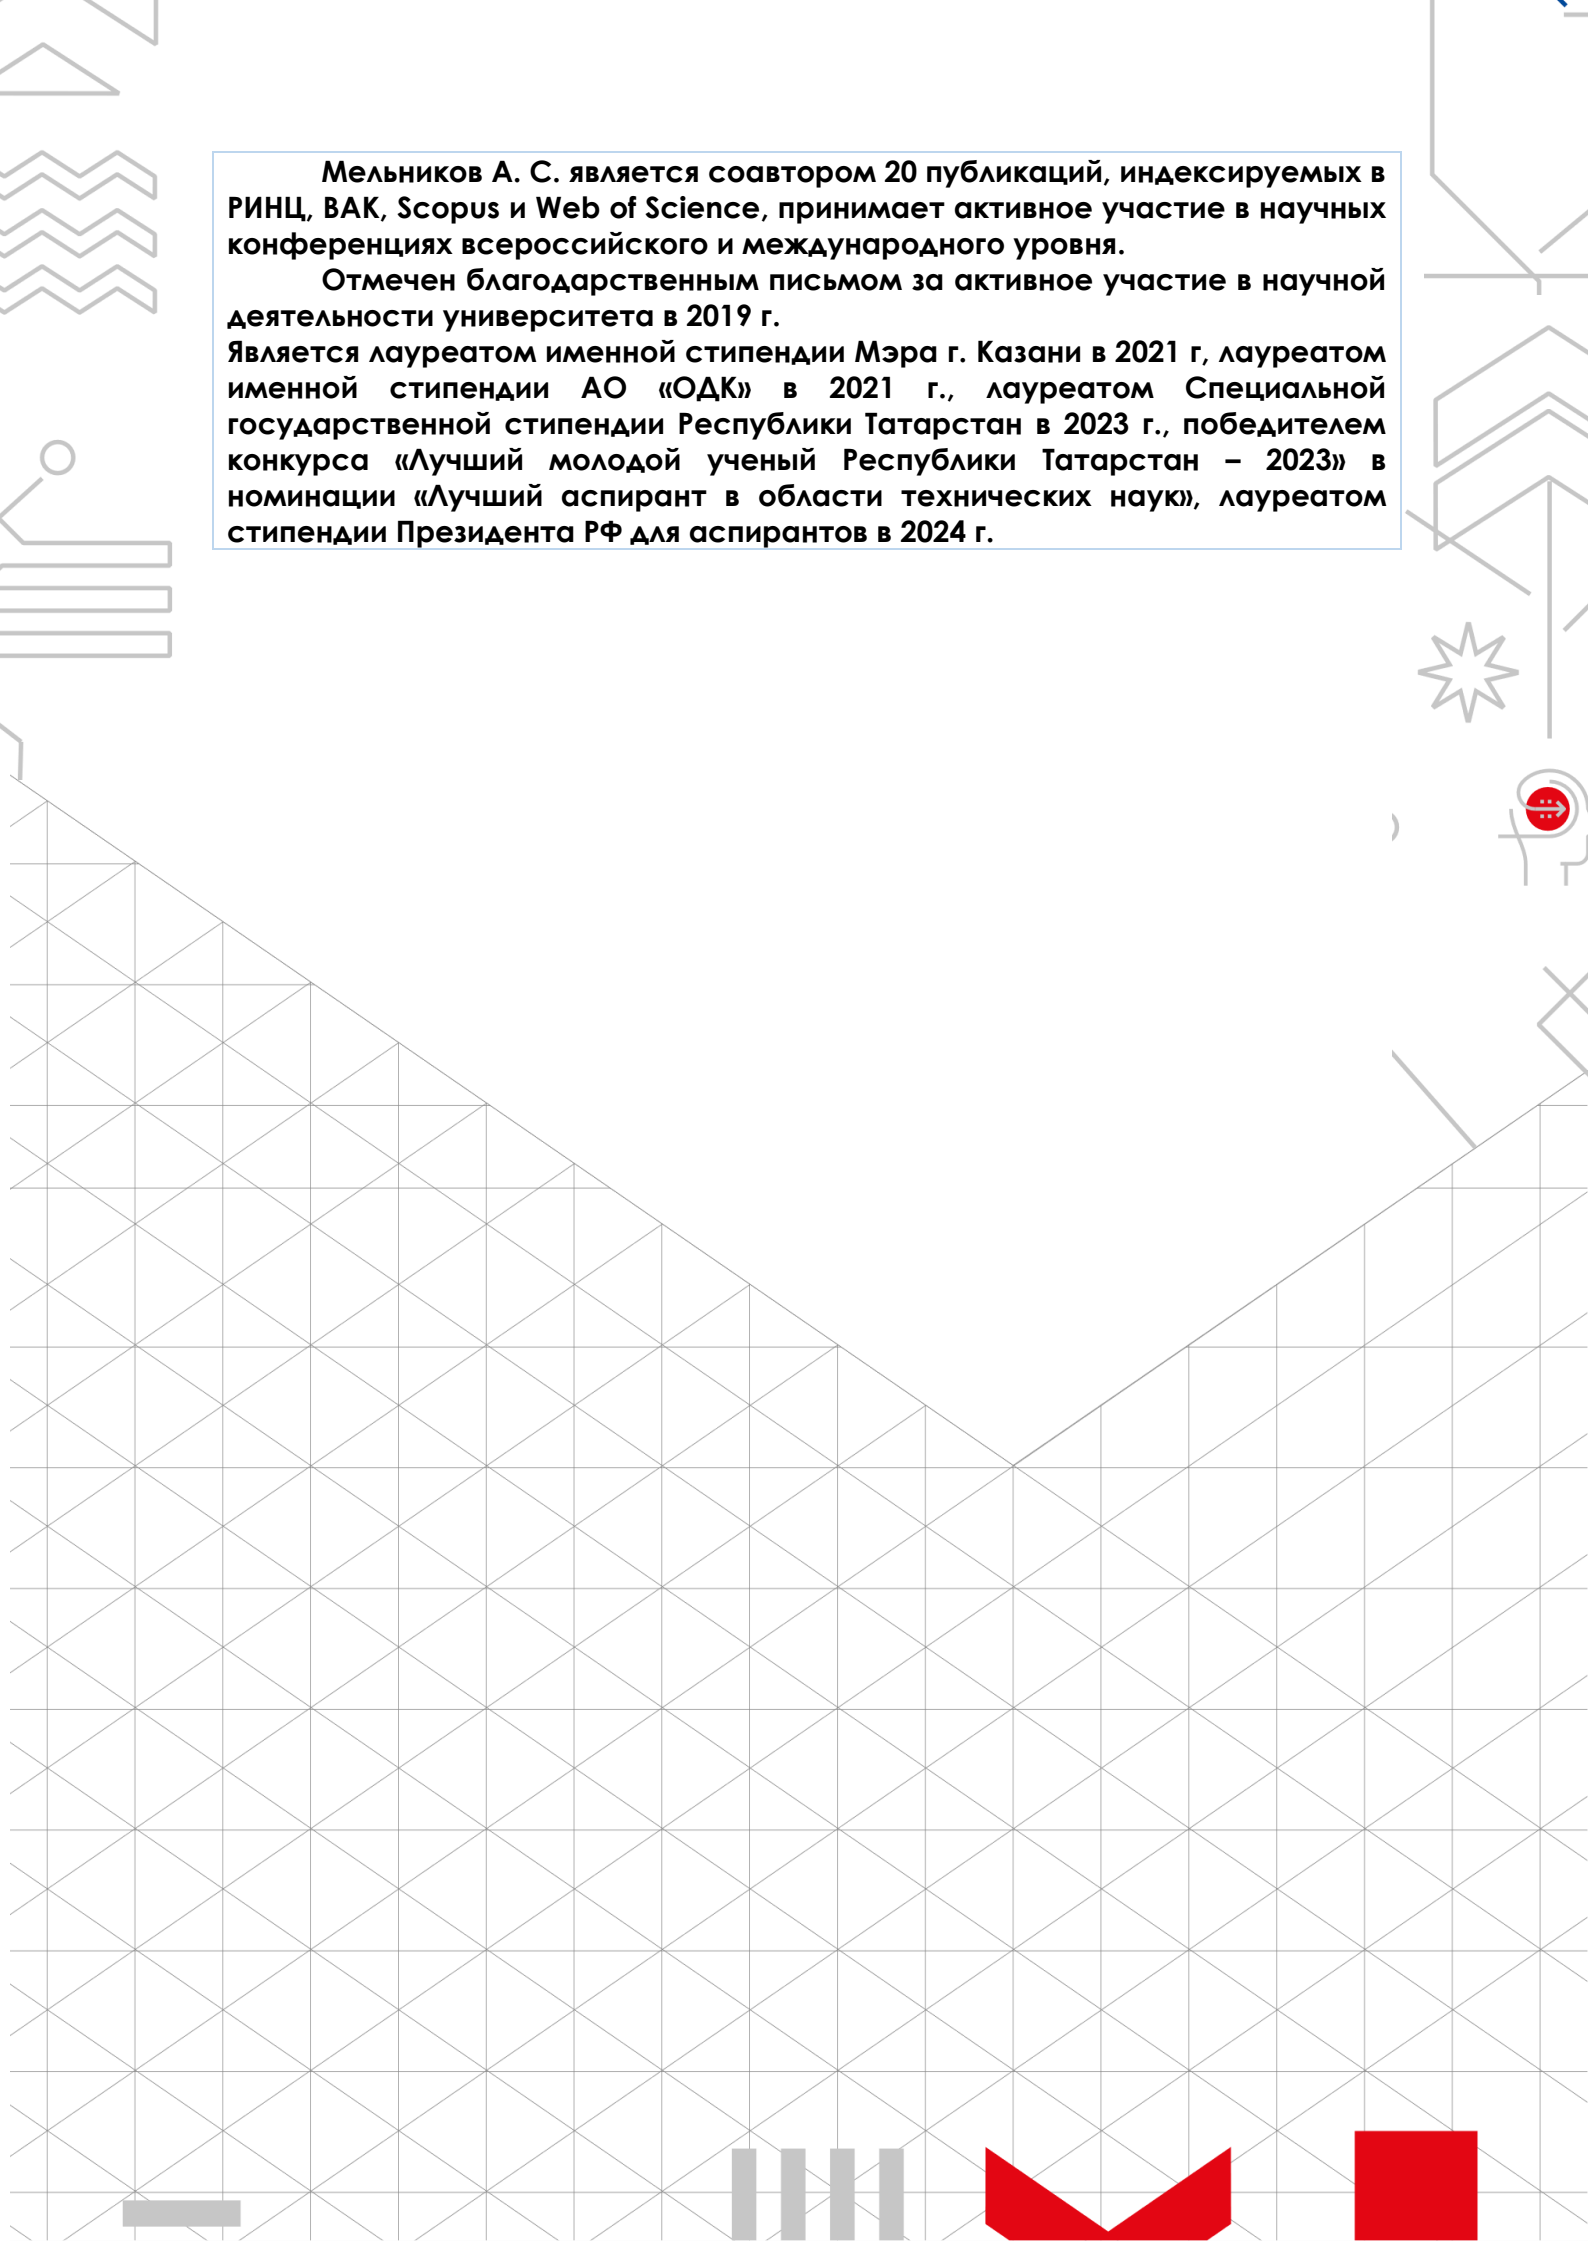 Мельников А. С. является соавтором 20 публикаций, индексируемых в
РИНЦ, ВАК, Scopus и Web of Science, принимает активное участие в научных
конференциях всероссийского и международного уровня.
Отмечен благодарственным письмом за активное участие в научной
деятельности университета в 2019 г.
Является лауреатом именной стипендии Мэра г. Казани в 2021 г, лауреатом
именной стипендии АО «ОДК» в 2021 г., лауреатом Специальной
государственной стипендии Республики Татарстан в 2023 г., победителем
конкурса «Лучший молодой ученый Республики Татарстан – 2023» в
номинации «Лучший аспирант в области технических наук», лауреатом
стипендии Президента РФ для аспирантов в 2024 г.